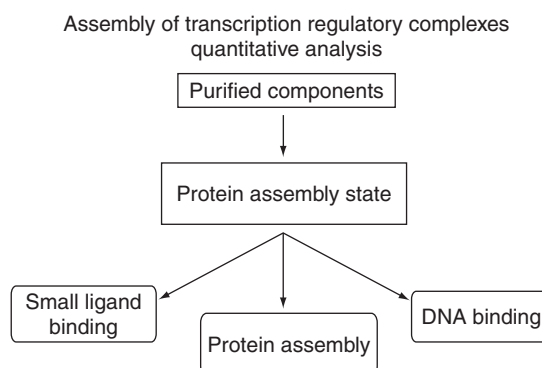 Assembly of transcription regulatory complexes
quantitative analysis
Purified components
Protein assembly state
Small ligand
binding
Protein assembly
DNA binding